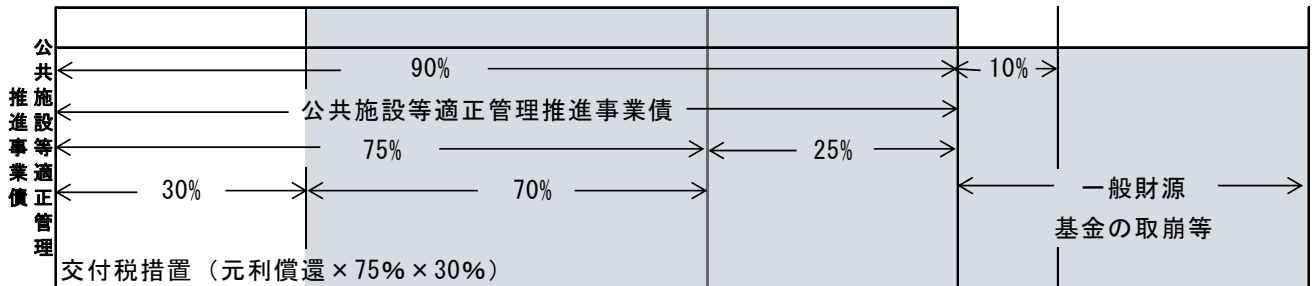 公共施設等適正管理
推進事業債
90%
10%
公共施設等適正管理推進事業債
75%
25%
30%
70%
一般財源
基金の取崩等
交付税措置（元利償還×75%×30%）